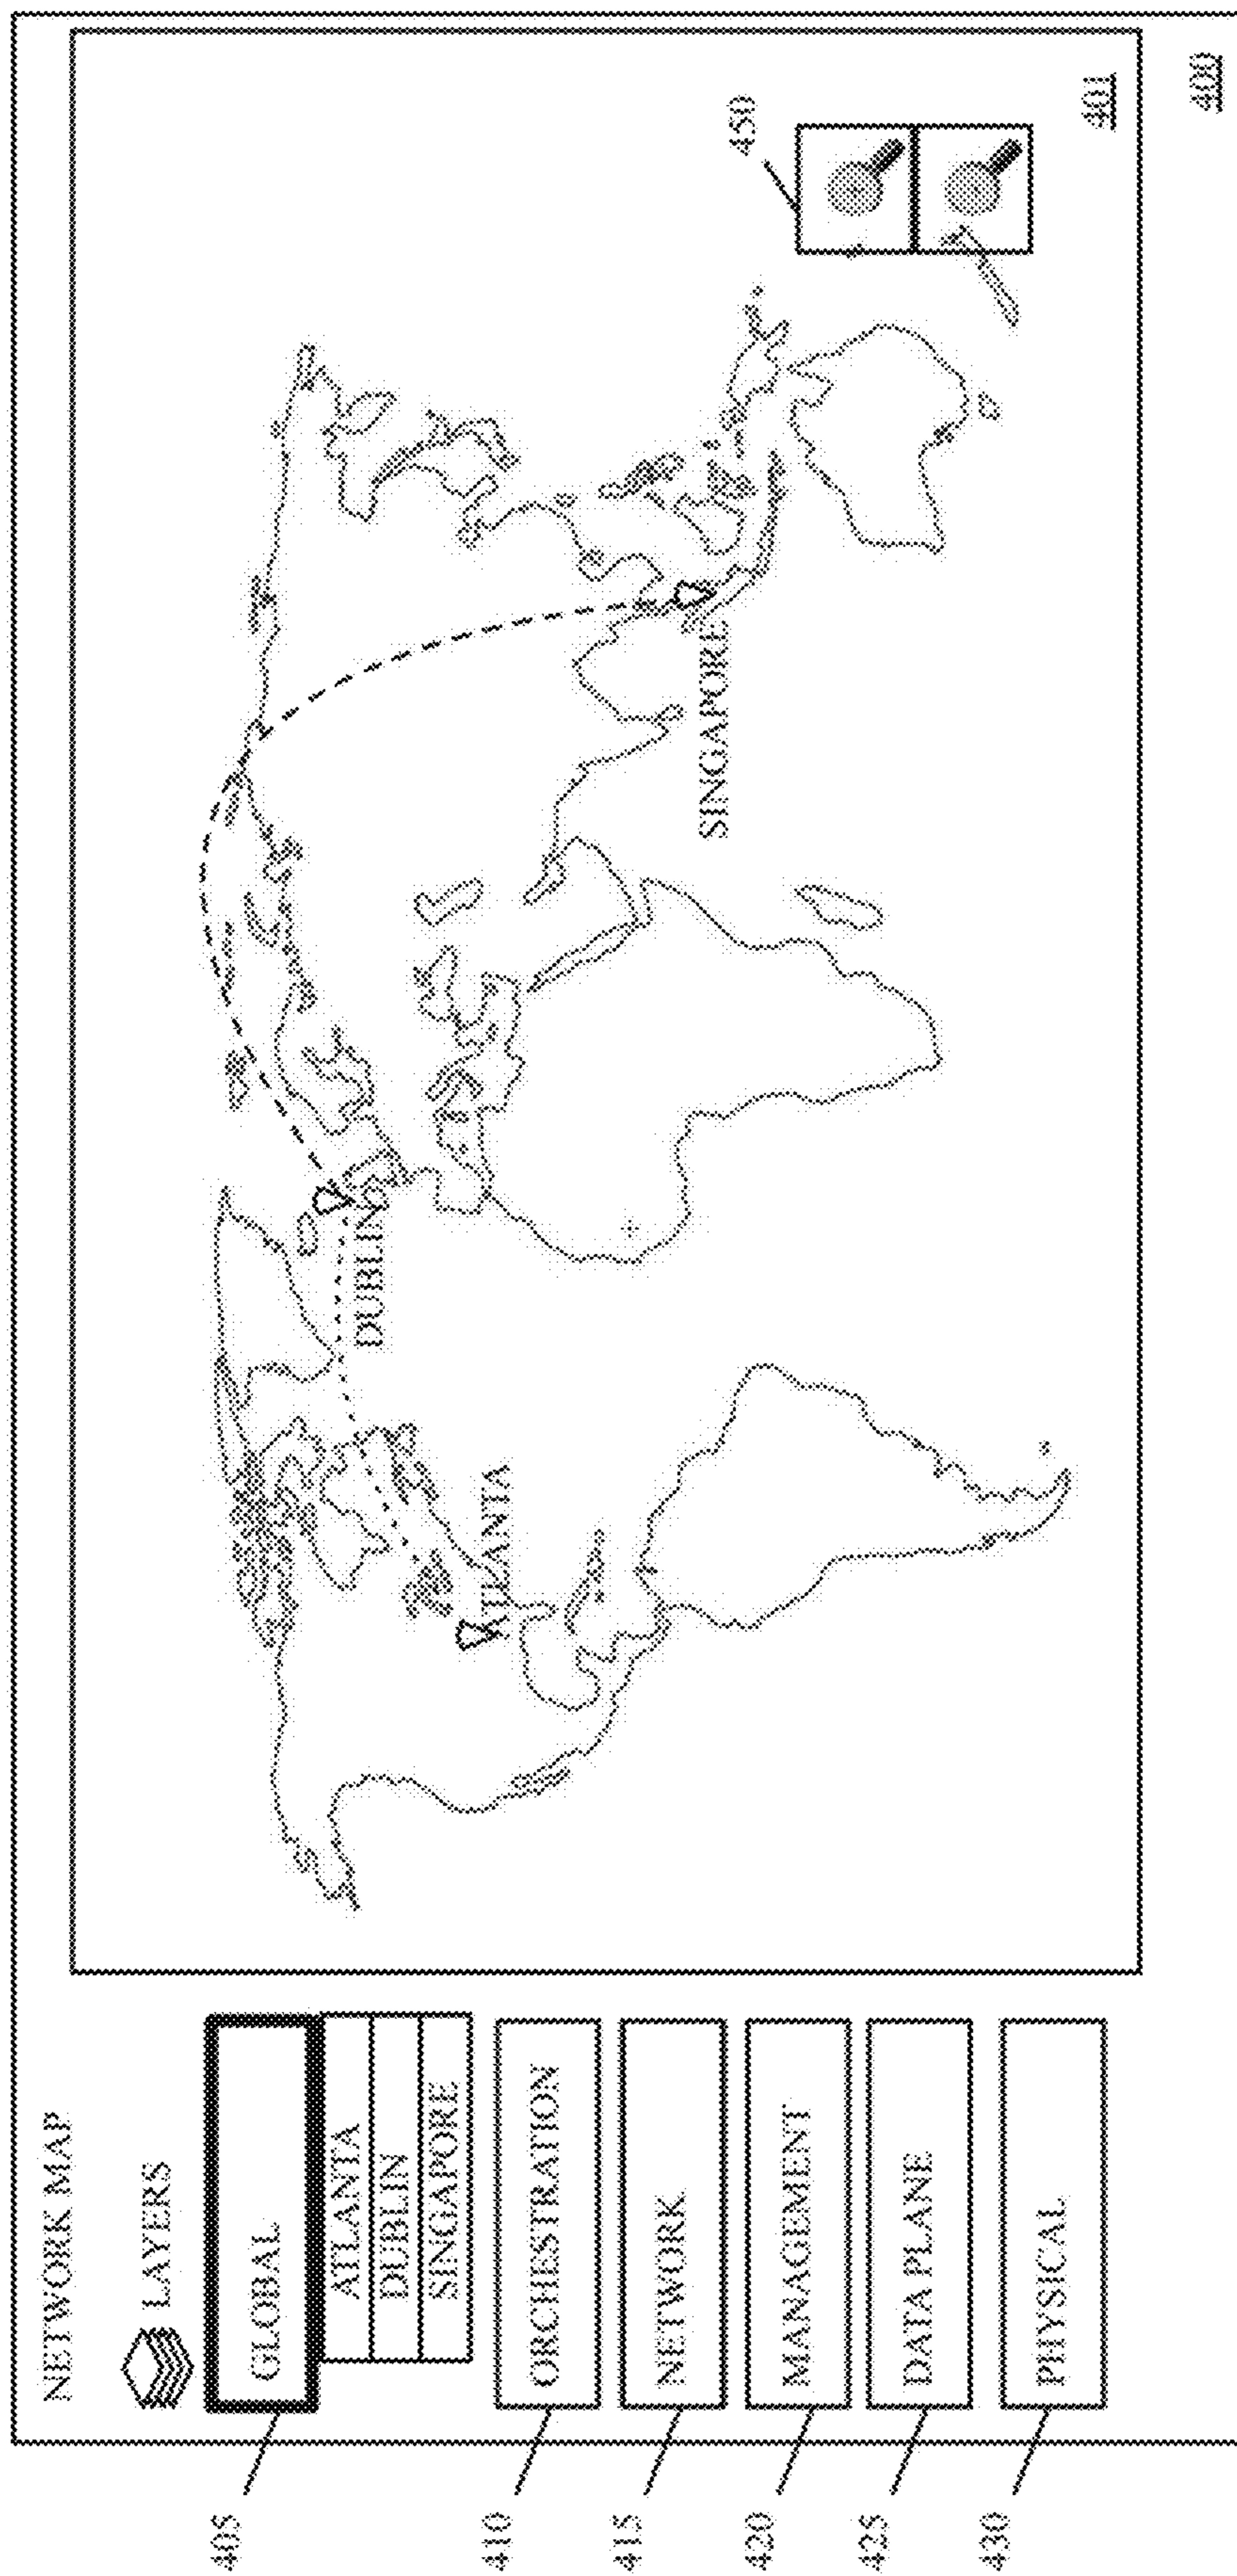 NETWORK MAP
LAYERS
405
GLOBAL
ATLANTA
DUBLIN
SINGAPORE
410
ORCHESTRATION
415
NETWORK
420
MANAGEMENT
425
DATA PLANE
430
PHYSICAL
ATLANTA
DUBLIN
SINGAPORE
450
401
400